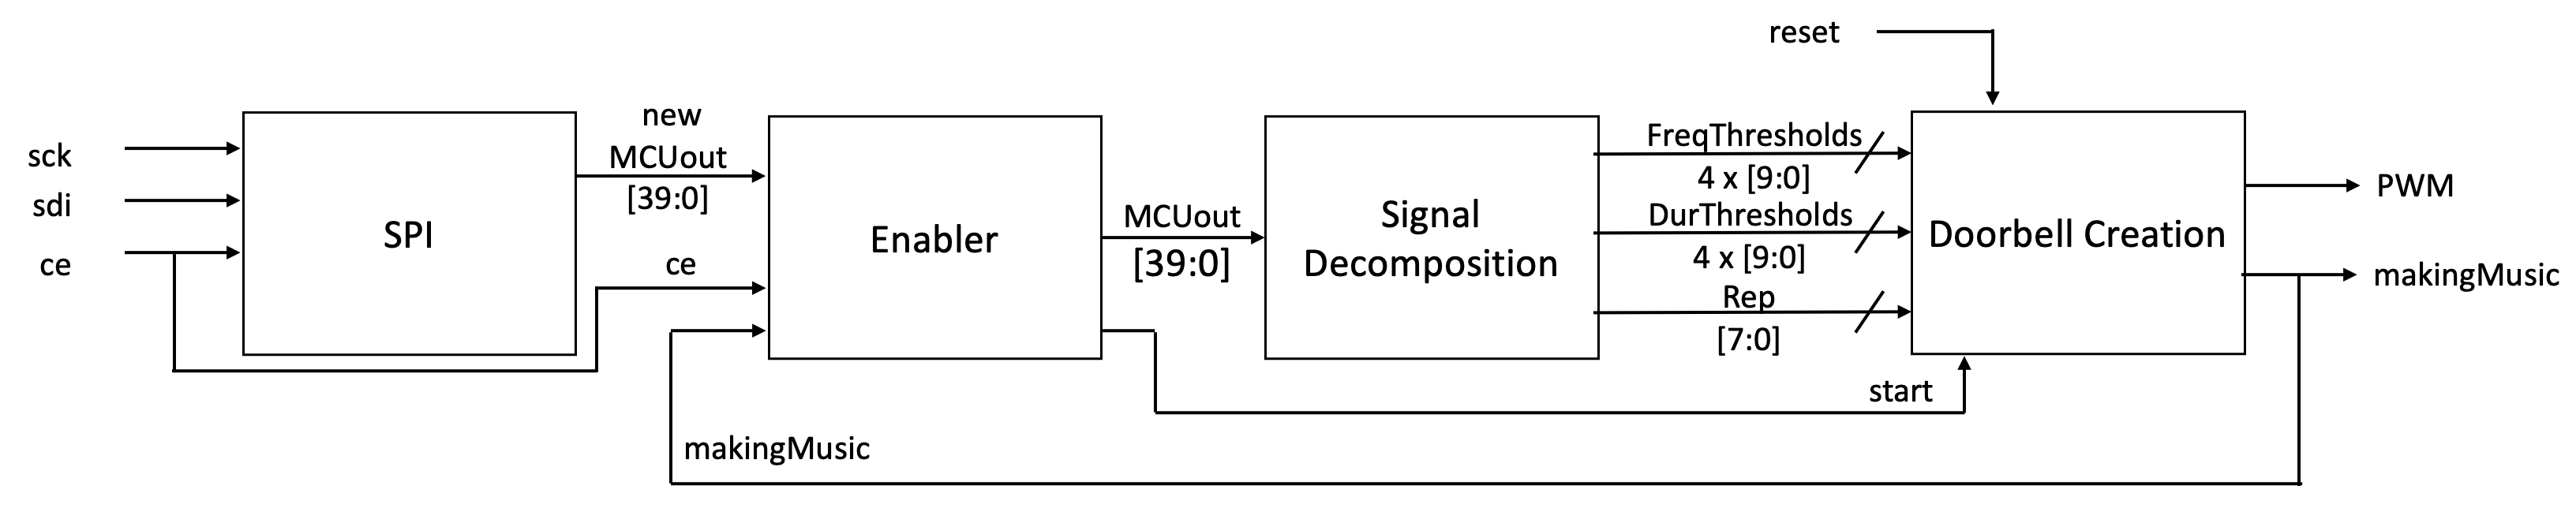 reset
sck
sdi
ce
SPI
new
MCUout
[39:0]
ce
makingMusic
Enabler
MCUout
[39:0]
Signal
Decomposition
FreqThresholds
4 x [9:0]
DurThresholds
4 x [9:0]
Rep
[7:0]
start
Doorbell Creation
PWM
makingMusic